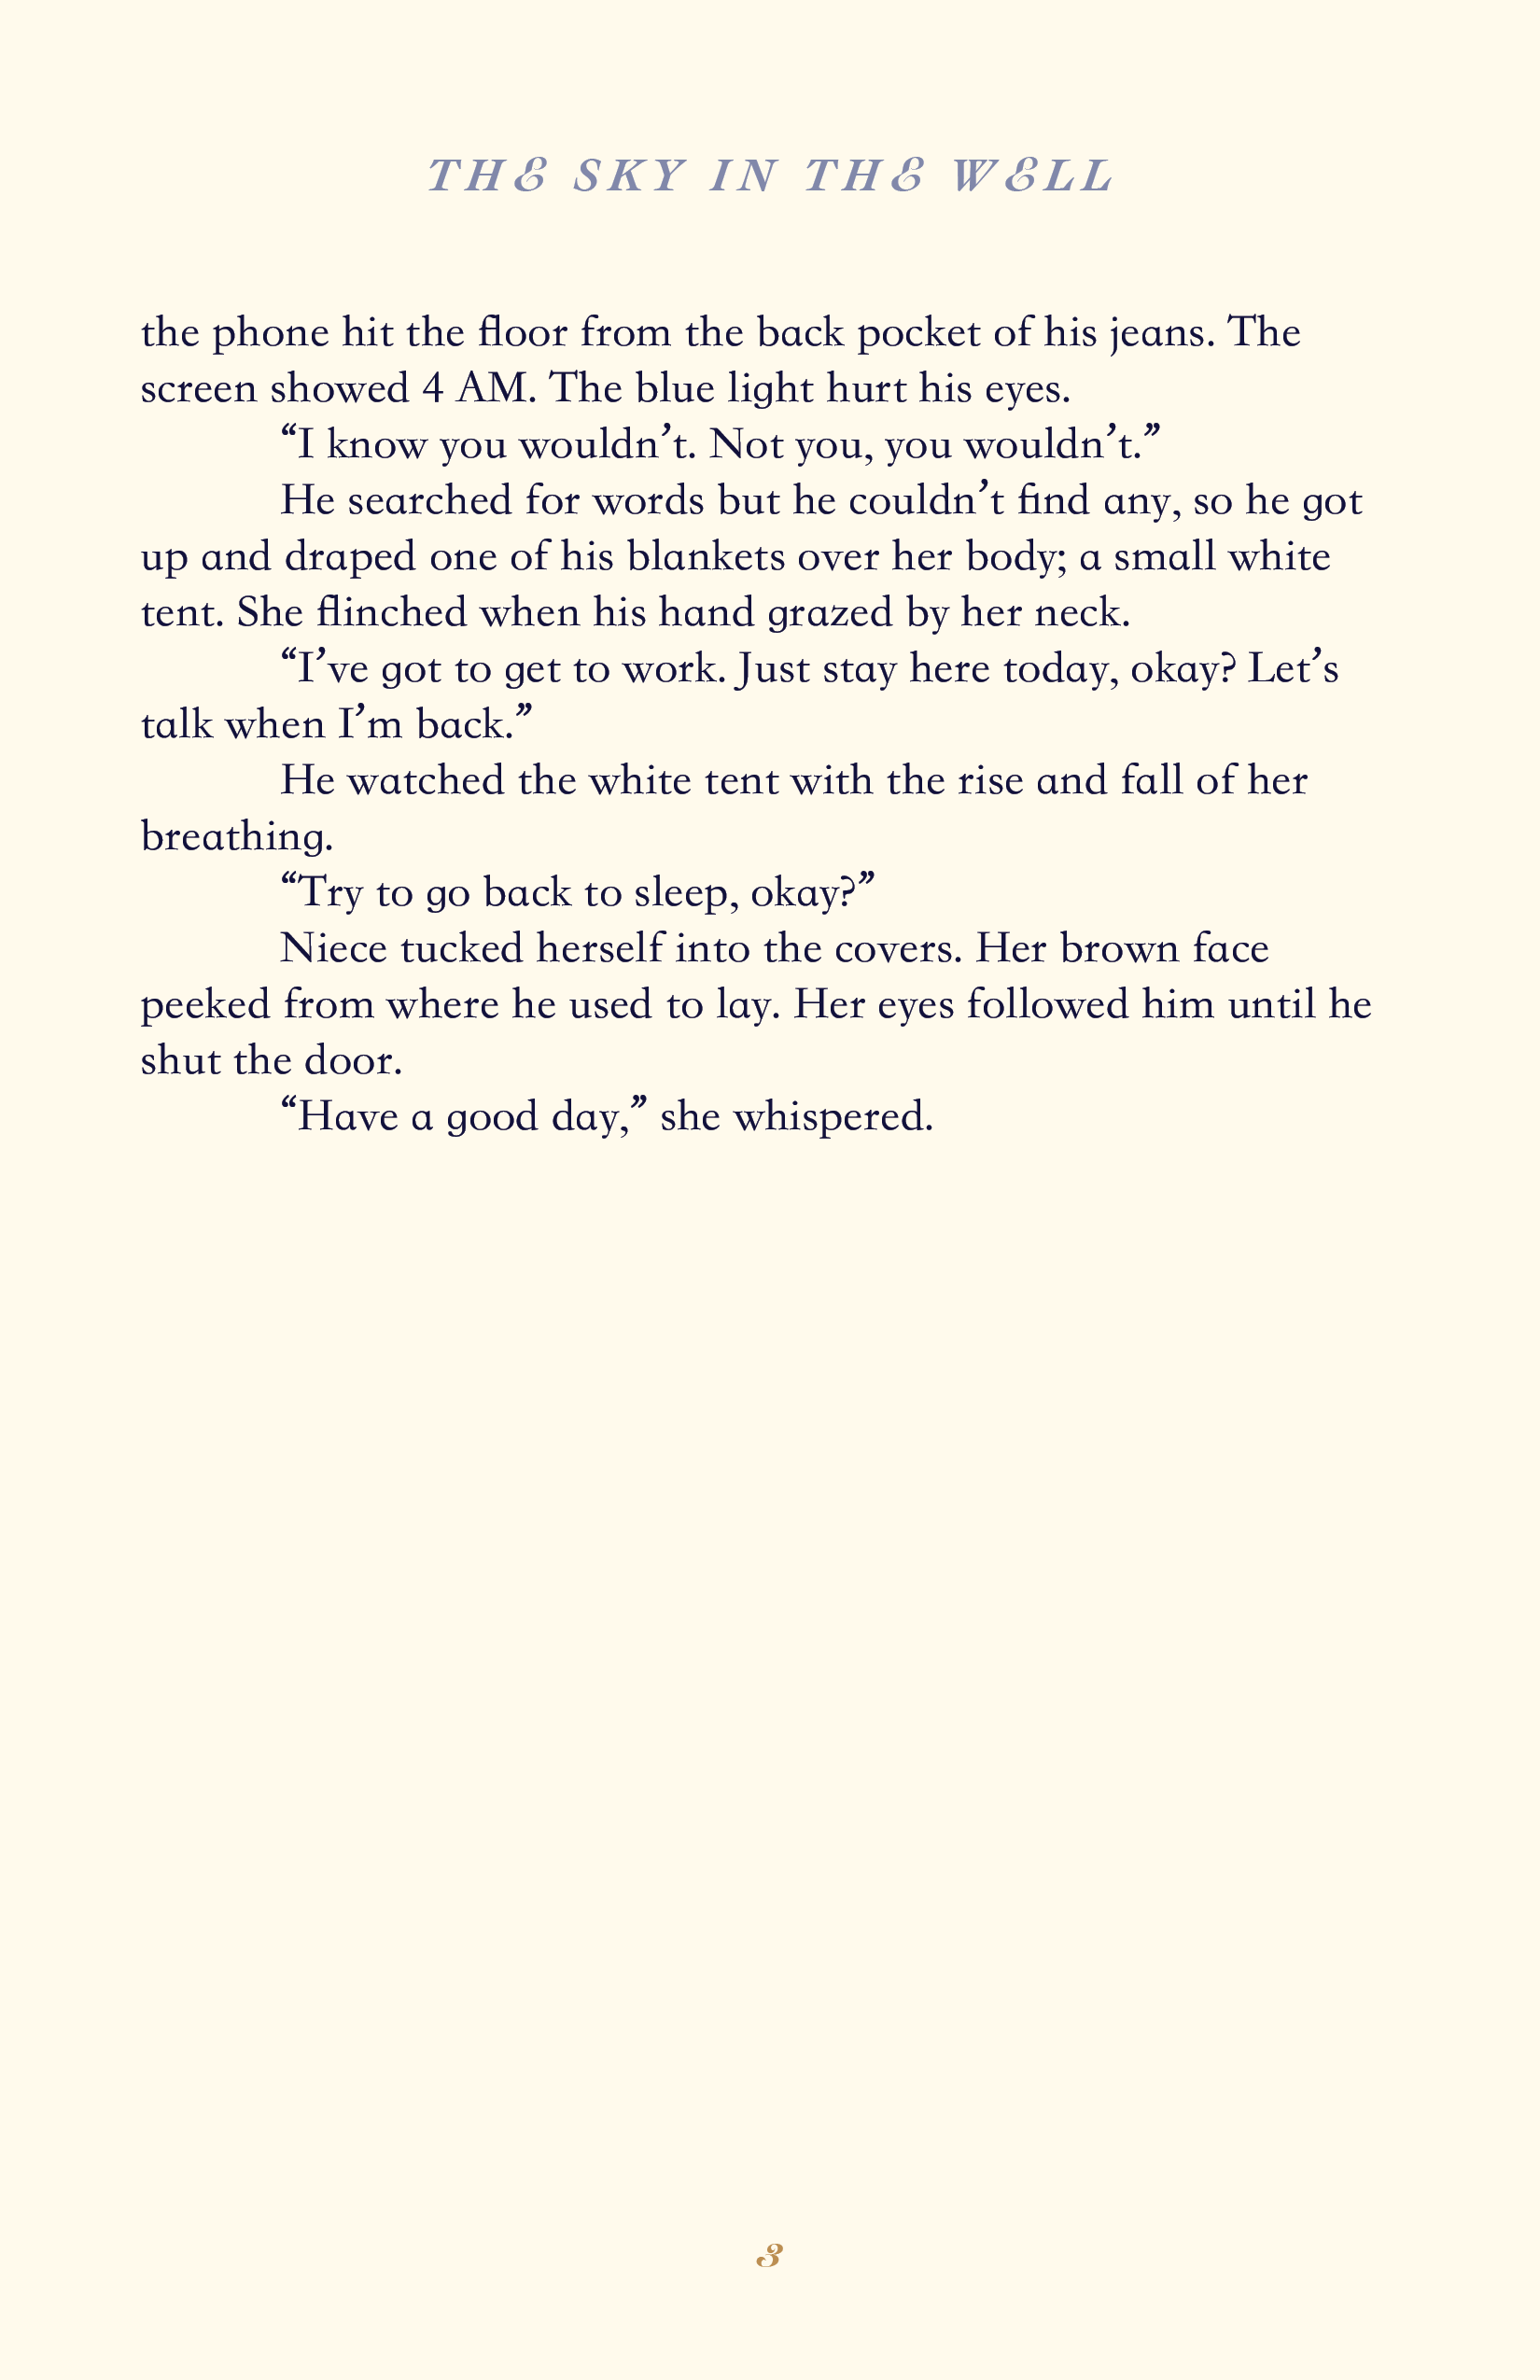 THE SKY IN THE WELL
the phone hit the floor from the back pocket of his jeans. The
screen showed 4 AM. The blue light hurt his eyes.
“I know you wouldn’t. Not you, you wouldn’t.”
He searched for words but he couldn’t find any, so he got
up and draped one of his blankets over her body; a small white
tent. She flinched when his hand grazed by her neck.
“I’ve got to get to work. Just stay here today, okay? Let’s
talk when I’m back.”
He watched the white tent with the rise and fall of her
breathing.
“Try to go back to sleep, okay?”
Niece tucked herself into the covers. Her brown face
peeked from where he used to lay. Her eyes followed him until he
shut the door.
“Have a good day,” she whispered.
3